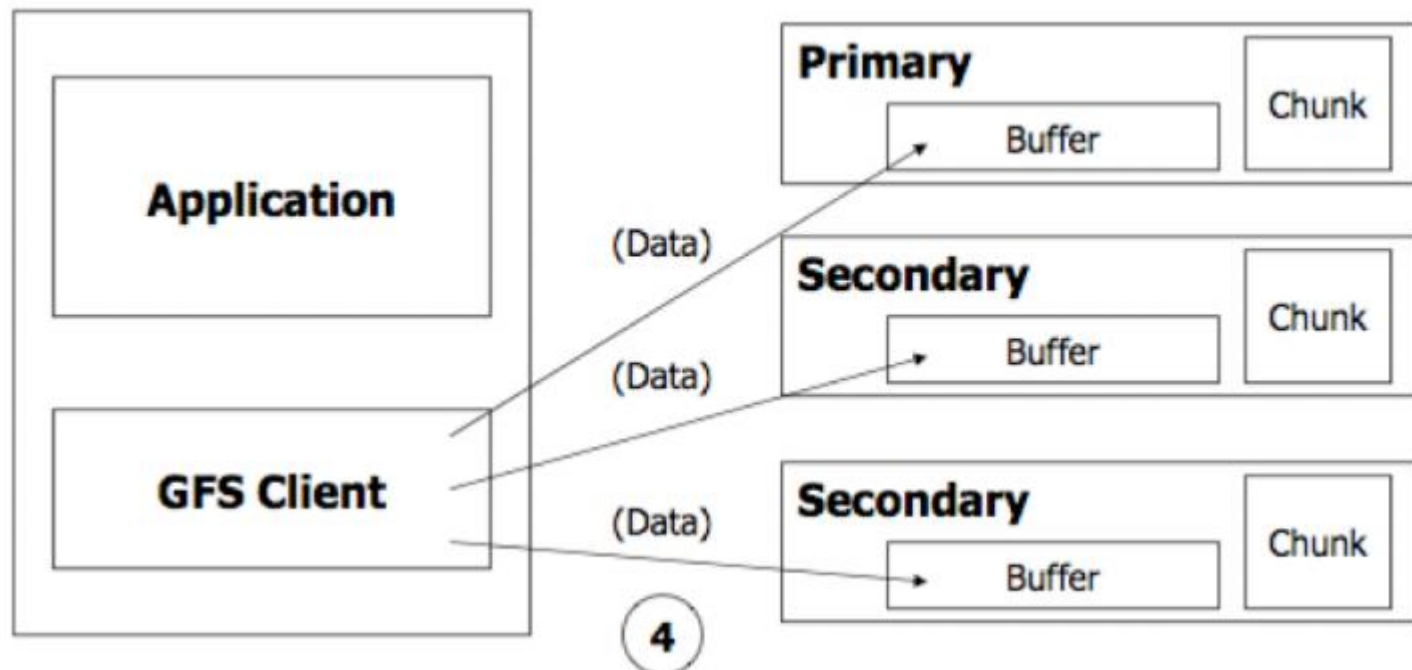 Application
GFS Client
(Data)
(Data)
(Data)
4
Primary
Buffer
Chunk
Secondary
Buffer
Chunk
Secondary
Buffer
Chunk